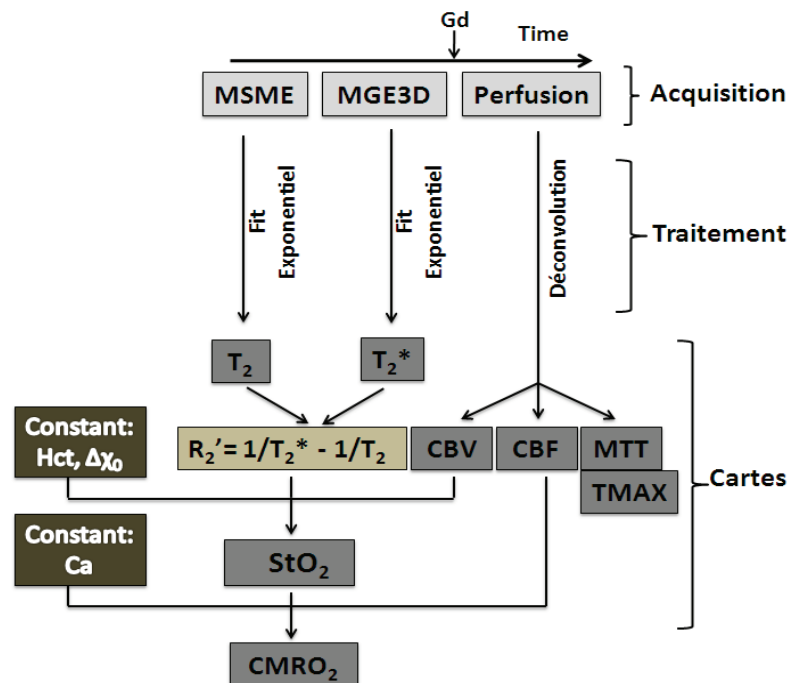 Gd
Time
MSME
MGE3D
Perfusion
Acquisition
Fit
Exponentiel
Fit
Exponentiel
Déconvolution
Traitement
T₂
T₂*
Constant:
Hct, Δχ₀
R₂’= 1/T₂* - 1/T₂
CBV
CBF
MTT
TMAX
Cartes
Constant:
Ca
StO₂
CMRO₂